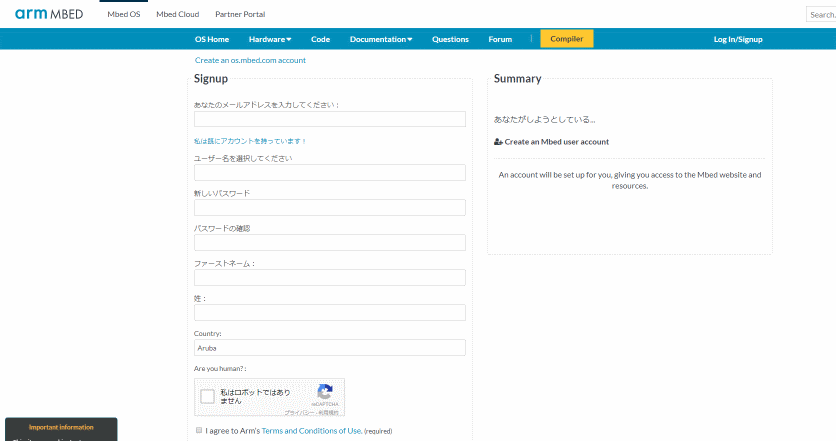 arm MBED
Mbed OS Mbed Cloud Partner Portal
Search.
OS Home Hardware Code Documentation Questions Forum | Compiler Log In/Signup
Create an os.mbed.com account
Signup
あなたのメールアドレスを入力してください：
私は既にアカウントを持っています！
ユーザー名を選択してください
新しいパスワード
パスワードの確認
ファーストネーム：
姓：
Country:
Aruba
Are you human? :
私はロボットではあり
ません
reCAPTCHA
プライバシー - 利用規約
I agree to Arm's Terms and Conditions of Use. (required)
Summary
あなたがしようとしている...
Create an Mbed user account
An account will be set up for you, giving you access to the Mbed website and
resources.
Important information